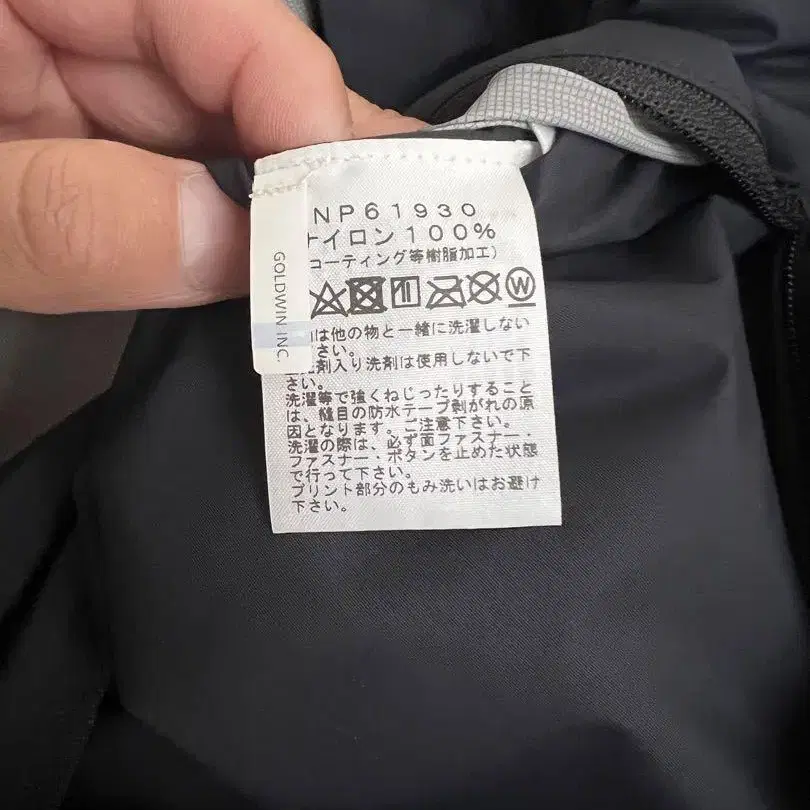 NP61930
ナイロン100%
コーティング等樹脂加工)
W
GOLDWIN INC.
は他の物と一緒に洗濯しない
さい。
剤入り洗剤は使用しないで下
さい。
洗濯等で強くねじったりすること
は、縫目の防水テープ剥がれの原
因となります。ご注意下さい。
洗濯の際は、必ず面ファスナー・
ファスナー・ボタンを止めた状態
で行って下さい。
プリント部分のもみ洗いはお避け
下さい。